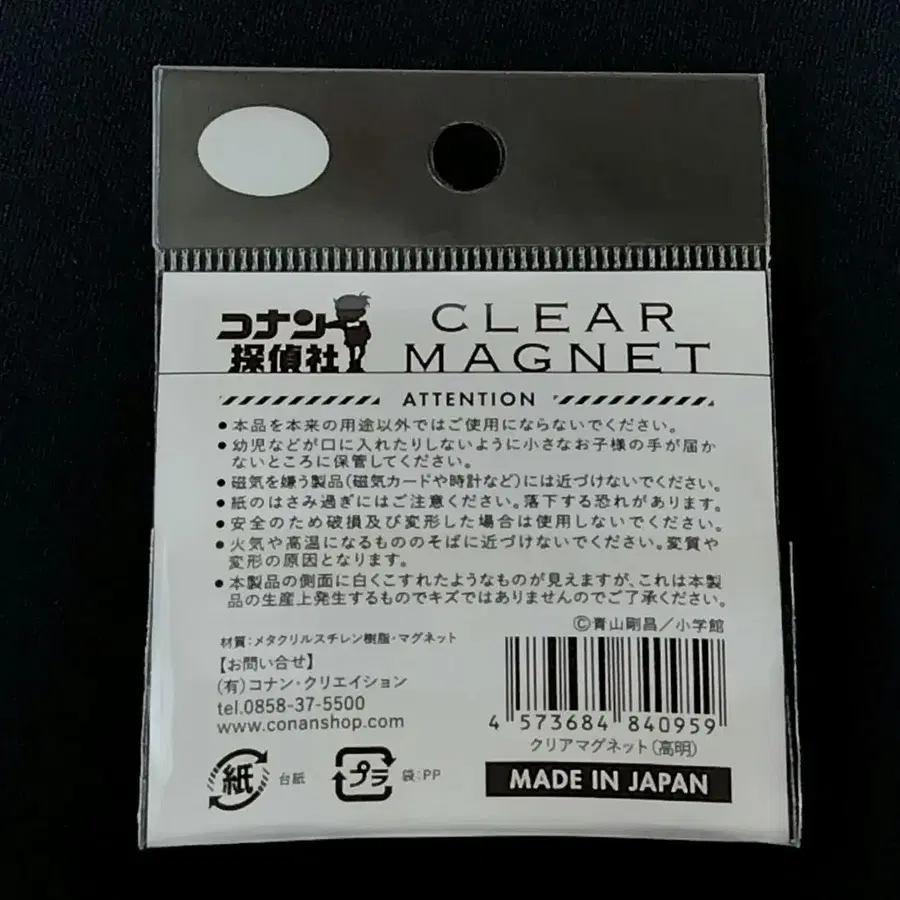 コナン
探偵社
CLEAR
MAGNET
ATTENTION
●本品を本来の用途以外ではご使用にならないでください。
●幼児などが口に入れたりしないように小さなお子様の手が届か
ないところに保管してください。
●磁気を嫌う製品(磁気カードや時計など)には近づけないでください。
●紙のはさみ過ぎにはご注意ください。落下する恐れがあります。
●安全のため破損及び変形した場合は使用しないでください。
●火気や高温になるもののそばに近づけないでください。変質や
変形の原因となります。
●本製品の側面に白くこすれたようなものが見えますが、これは本製
品の生産上発生するものでキズではありませんのでご了承ください。
©青山剛昌/小学館
材質:メタクリルスチレン樹脂・マグネット
【お問い合せ】
(有)コナン・クリエイション
tel.0858-37-5500
www.conanshop.com
4 573684 840959
クリアマグネット(高明)
紙 台紙
プラ 袋:PP
MADE IN JAPAN